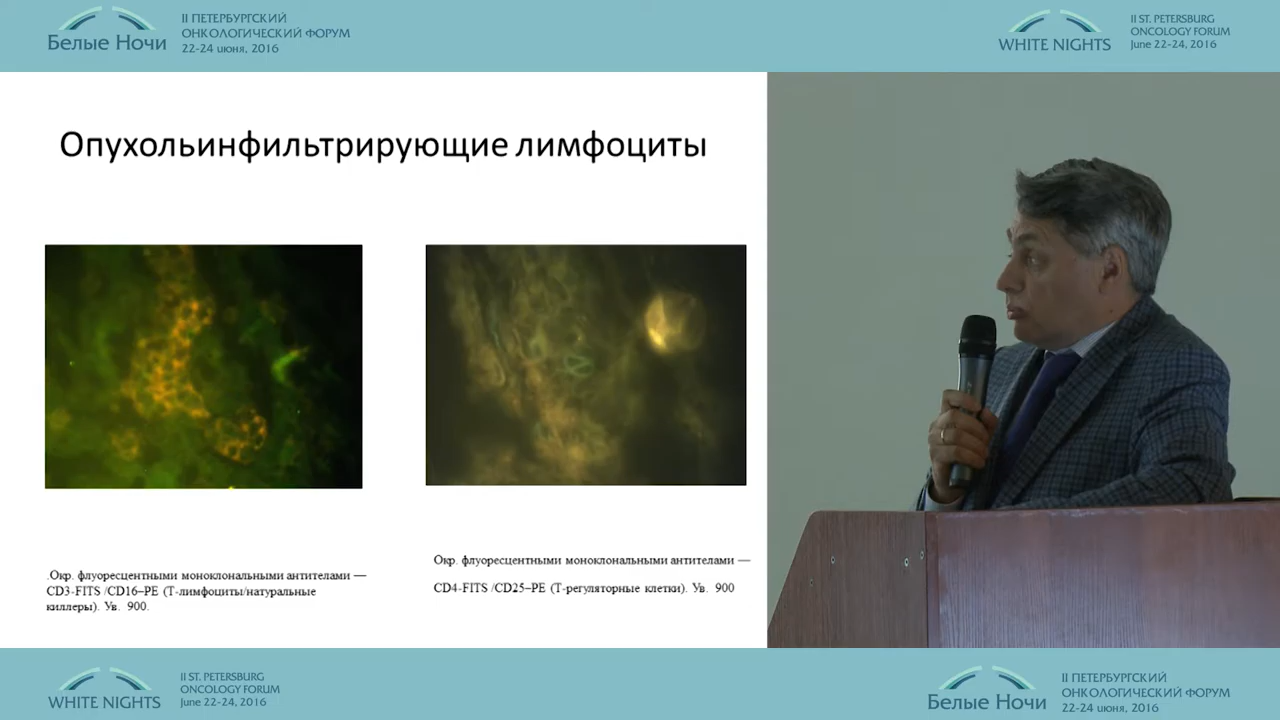 Белые Ночи
II ПЕТЕРБУРГСКИЙ
ОНКОЛОГИЧЕСКИЙ ФОРУМ
22-24 июня, 2016
WHITE NIGHTS
II ST. PETERSBURG
ONCOLOGY FORUM
June 22-24, 2016
Опухольинфильтрирующие лимфоциты
.Окр. флуоресцентными моноклональными антителами —
CD3-FITS /CD16–PE (Т-лимфоциты/натуральные
киллеры). Ув. 900.
Окр. флуоресцентными моноклональными антителами —
CD4-FITS /CD25–PE (Т-регуляторные клетки). Ув. 900
WHITE NIGHTS
II ST. PETERSBURG
ONCOLOGY FORUM
June 22-24, 2016
Белые Ночи
II ПЕТЕРБУРГСКИЙ
ОНКОЛОГИЧЕСКИЙ ФОРУМ
22-24 июня, 2016